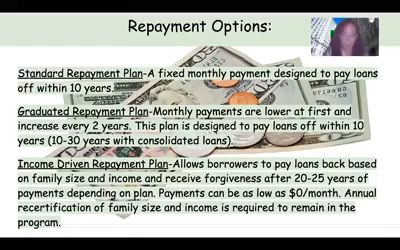 Repayment Options:
Standard Repayment Plan-A fixed monthly payment designed to pay loans
off within 10 years.
Graduated Repayment Plan-Monthly payments are lower at first and
increase every 2 years. This plan is designed to pay loans off within 10
years (10-30 years with consolidated loans).
Income Driven Repayment Plan-Allows borrowers to pay loans back based
on family size and income and receive forgiveness after 20-25 years of
payments depending on plan. Payments can be as low as $0/month. Annual
recertification of family size and income is required to remain in the
program.